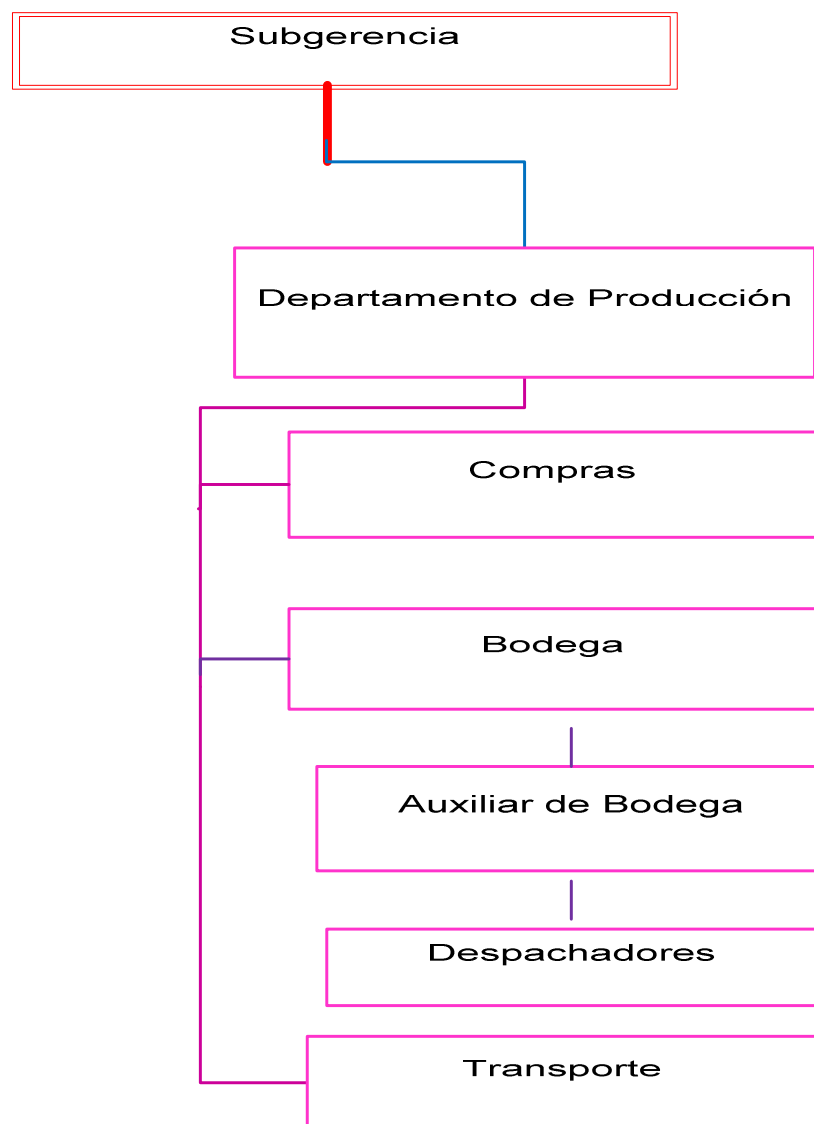 Subgerencia
Departamento de Producción
Compras
Bodega
Auxiliar de Bodega
Despachadores
Transporte